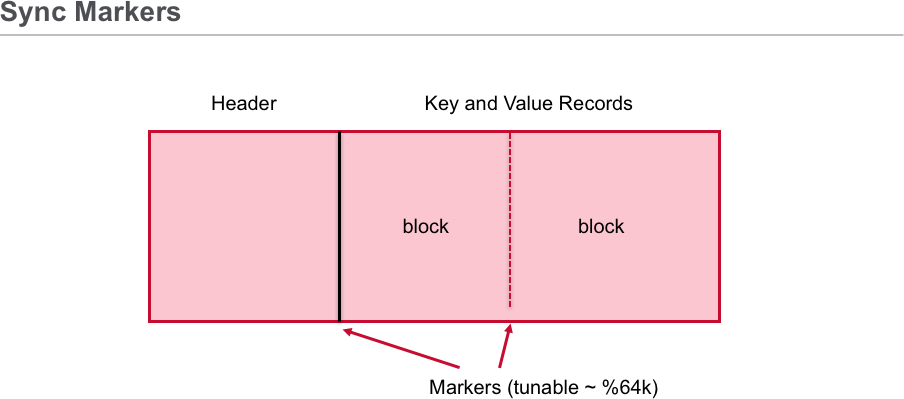 Sync Markers
Header
Key and Value Records
block
block
Markers (tunable ~ %64k)